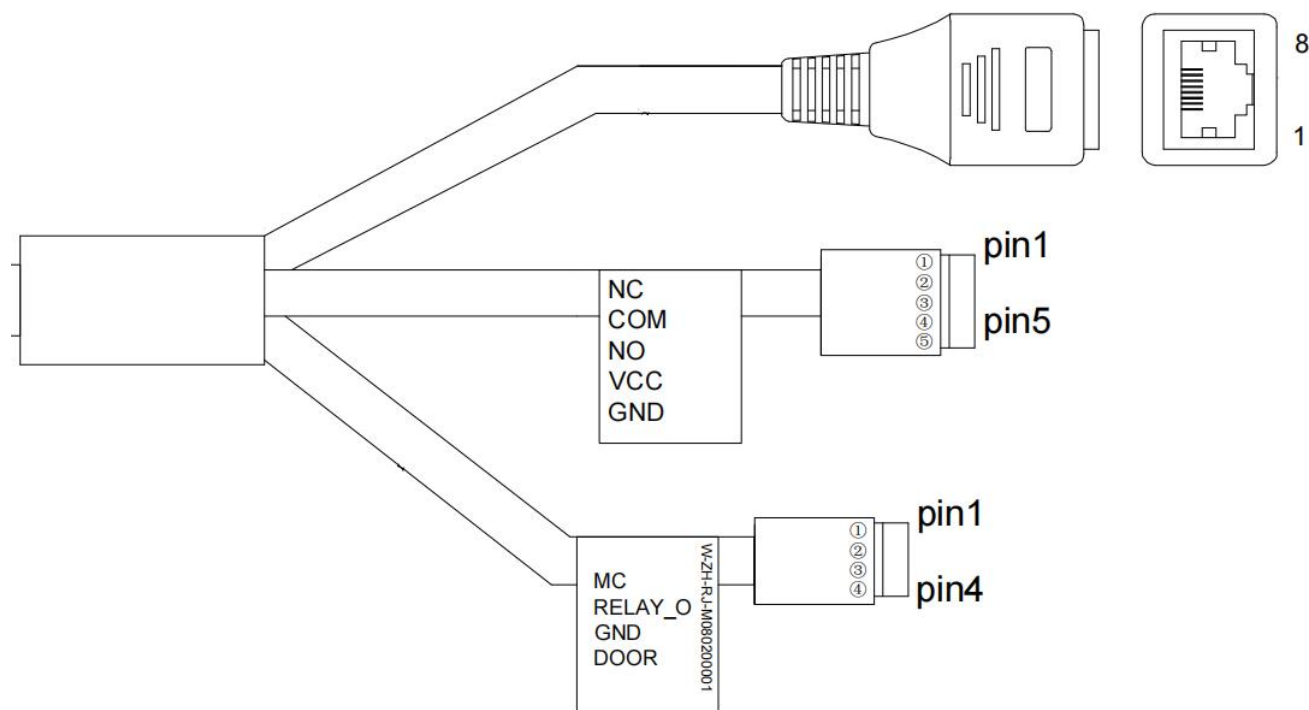 8
1
pin1
①
②
③
④
⑤
pin5
NC
COM
NO
VCC
GND
pin1
①
②
③
④
pin4
MC
RELAY_O
GND
DOOR
W-ZH-RJ-M080200001